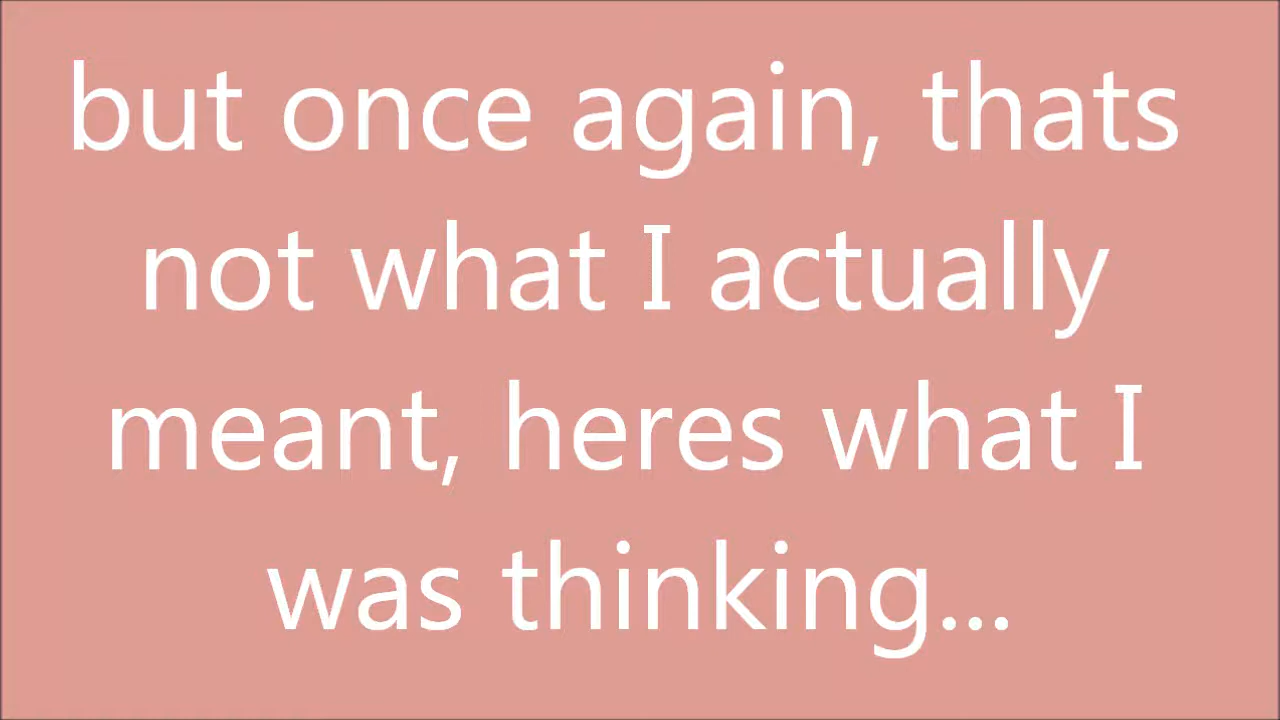 but once again, thats
not what I actually
meant, heres what I
was thinking...